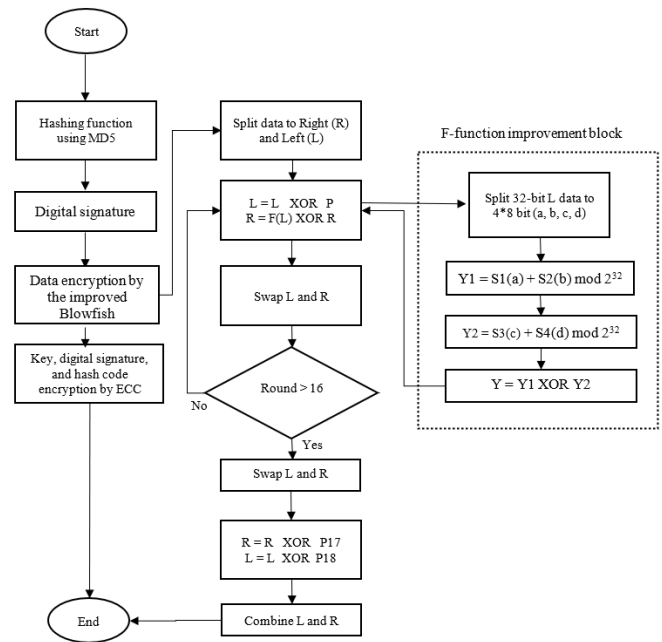 Start
Hashing function
using MD5
Digital signature
Data encryption by
the improved
Blowfish
Key, digital signature,
and hash code
encryption by ECC
End
Split data to Right (R)
and Left (L)
L = L XOR P
R = F(L) XOR R
Swap L and R
Round > 16
No
Yes
Swap L and R
R = R XOR P17
L = L XOR P18
Combine L and R
F-function improvement block
Split 32-bit L data to
4*8 bit (a, b, c, d)
Y1 = S1(a) + S2(b) mod 2³²
Y2 = S3(c) + S4(d) mod 2³²
Y = Y1 XOR Y2